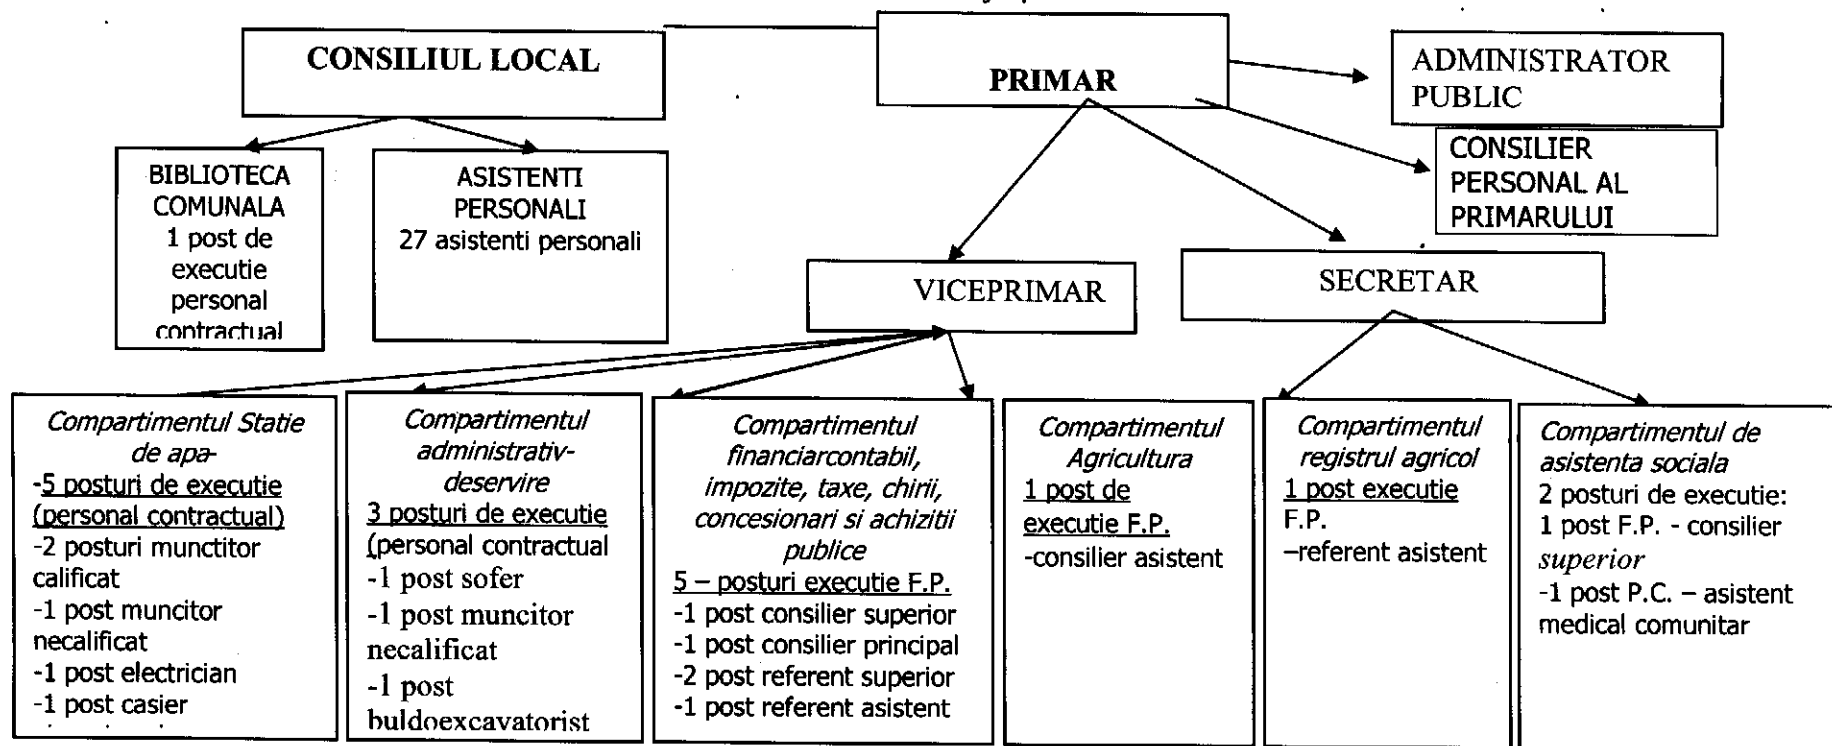 CONSILIUL LOCAL
PRIMAR
ADMINISTRATOR
PUBLIC
CONSILIER
PERSONAL AL
PRIMARULUI
BIBLIOTECA
COMUNALA
1 post de
executie
personal
contractual
ASISTENTI
PERSONALI
27 asistenti personali
VICEPRIMAR
SECRETAR
Compartimentul Statie
de apa-
-5 posturi de executie
(personal contractual)
-2 posturi munctitor
calificat
-1 post muncitor
necalificat
-1 post electrician
-1 post casier
Compartimentul
administrativ-
deservire
3 posturi de executie
(personal contractual
-1 post sofer
-1 post muncitor
necalificat
-1 post
buldoexcavatorist
Compartimentul
financiarcontabil,
impozite, taxe, chirii,
concesionari si achizitii
publice
5 – posturi executie F.P.
-1 post consilier superior
-1 post consilier principal
-2 post referent superior
-1 post referent asistent
Compartimentul
Agricultura
1 post de
executie F.P.
-consilier asistent
Compartimentul
registrul agricol
1 post executie
F.P.
–referent asistent
Compartimentul de
asistenta sociala
2 posturi de executie:
1 post F.P. - consilier
superior
-1 post P.C. – asistent
medical comunitar